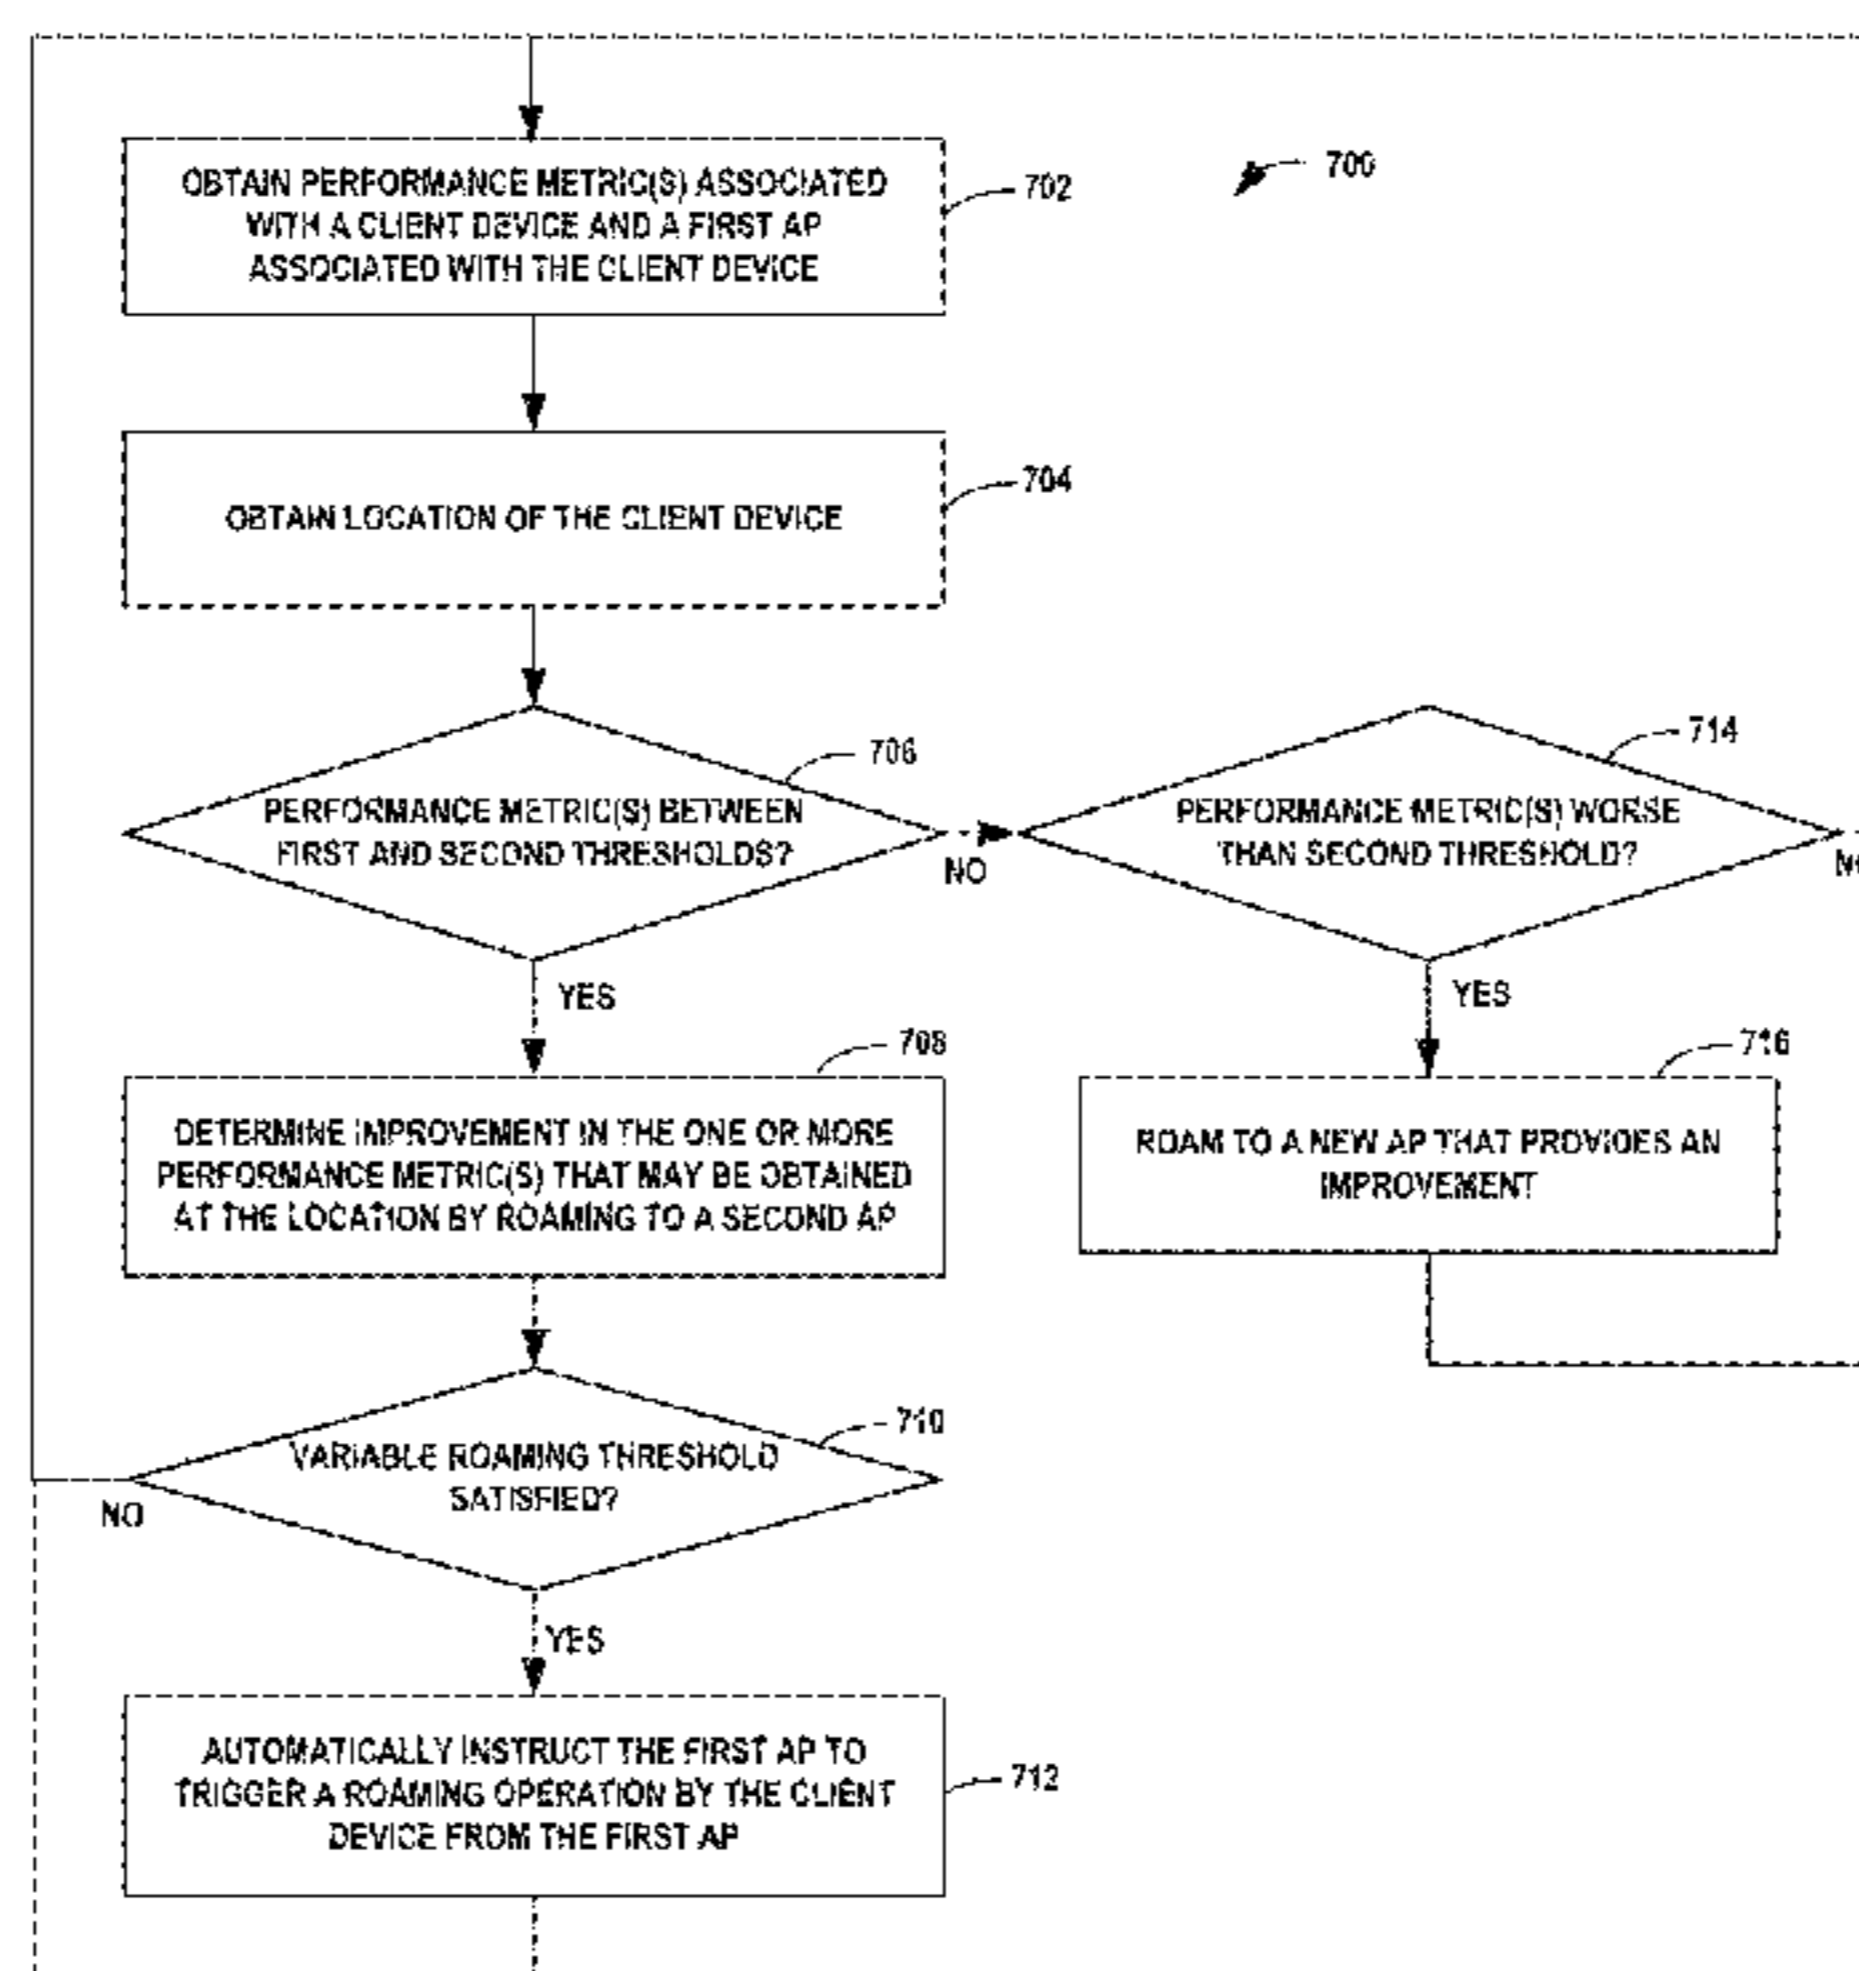 700
OBTAIN PERFORMANCE METRIC(S) ASSOCIATED
WITH A CLIENT DEVICE AND A FIRST AP
ASSOCIATED WITH THE CLIENT DEVICE
702
OBTAIN LOCATION OF THE CLIENT DEVICE
704
706
PERFORMANCE METRIC(S) BETWEEN
FIRST AND SECOND THRESHOLDS?
NO
YES
714
PERFORMANCE METRIC(S) WORSE
THAN SECOND THRESHOLD?
YES
708
DETERMINE IMPROVEMENT IN THE ONE OR MORE
PERFORMANCE METRIC(S) THAT MAY BE OBTAINED
AT THE LOCATION BY ROAMING TO A SECOND AP
716
ROAM TO A NEW AP THAT PROVIDES AN
IMPROVEMENT
710
VARIABLE ROAMING THRESHOLD
SATISFIED?
NO
YES
AUTOMATICALLY INSTRUCT THE FIRST AP TO
TRIGGER A ROAMING OPERATION BY THE CLIENT
DEVICE FROM THE FIRST AP
712